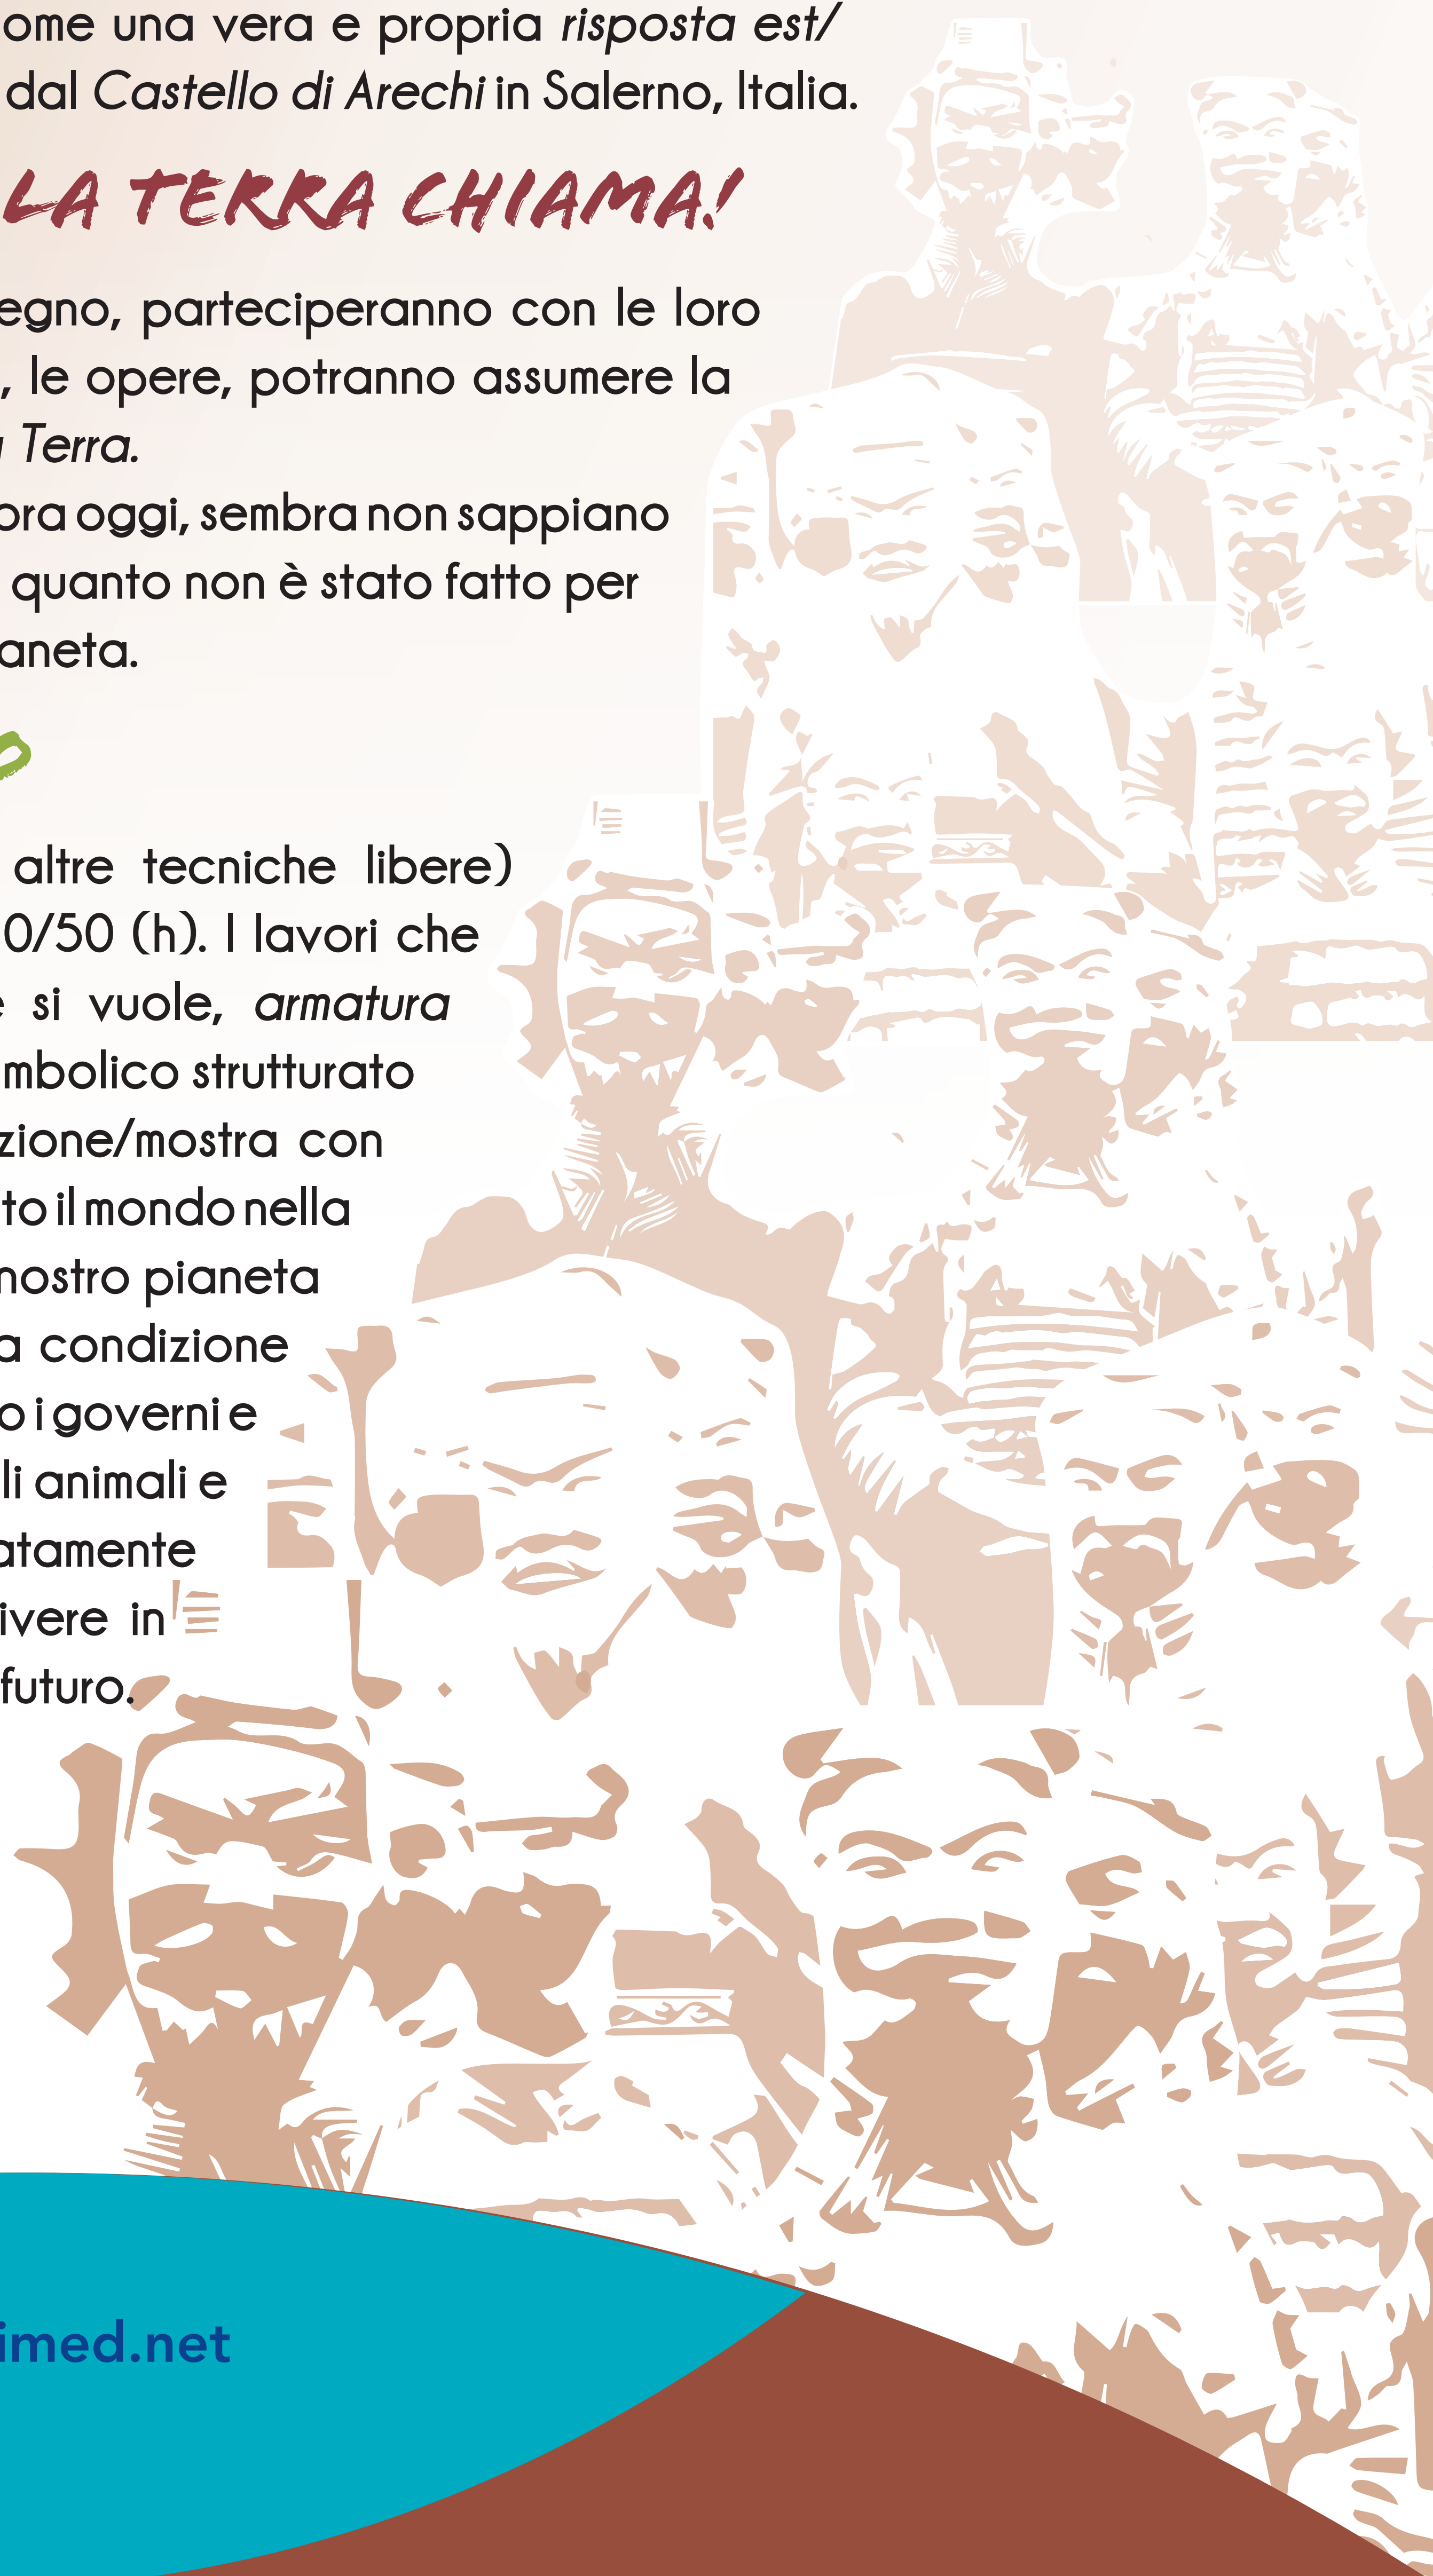 ome una vera e propria risposta est/
dal Castello di Arechi in Salerno, Italia.
LA TERRA CHIAMA!
egno, parteciperanno con le loro
, le opere, potranno assumere la
Terra.
ora oggi, sembra non sappiano
quanto non è stato fatto per
aneta.
altre tecniche libere)
0/50 (h). I lavori che
e si vuole, armatura
mbolico strutturato
zione/mostra con
to il mondo nella
nostro pianeta
a condizione
o i governi e
li animali e
atamente
ivere in
futuro.
imed.net